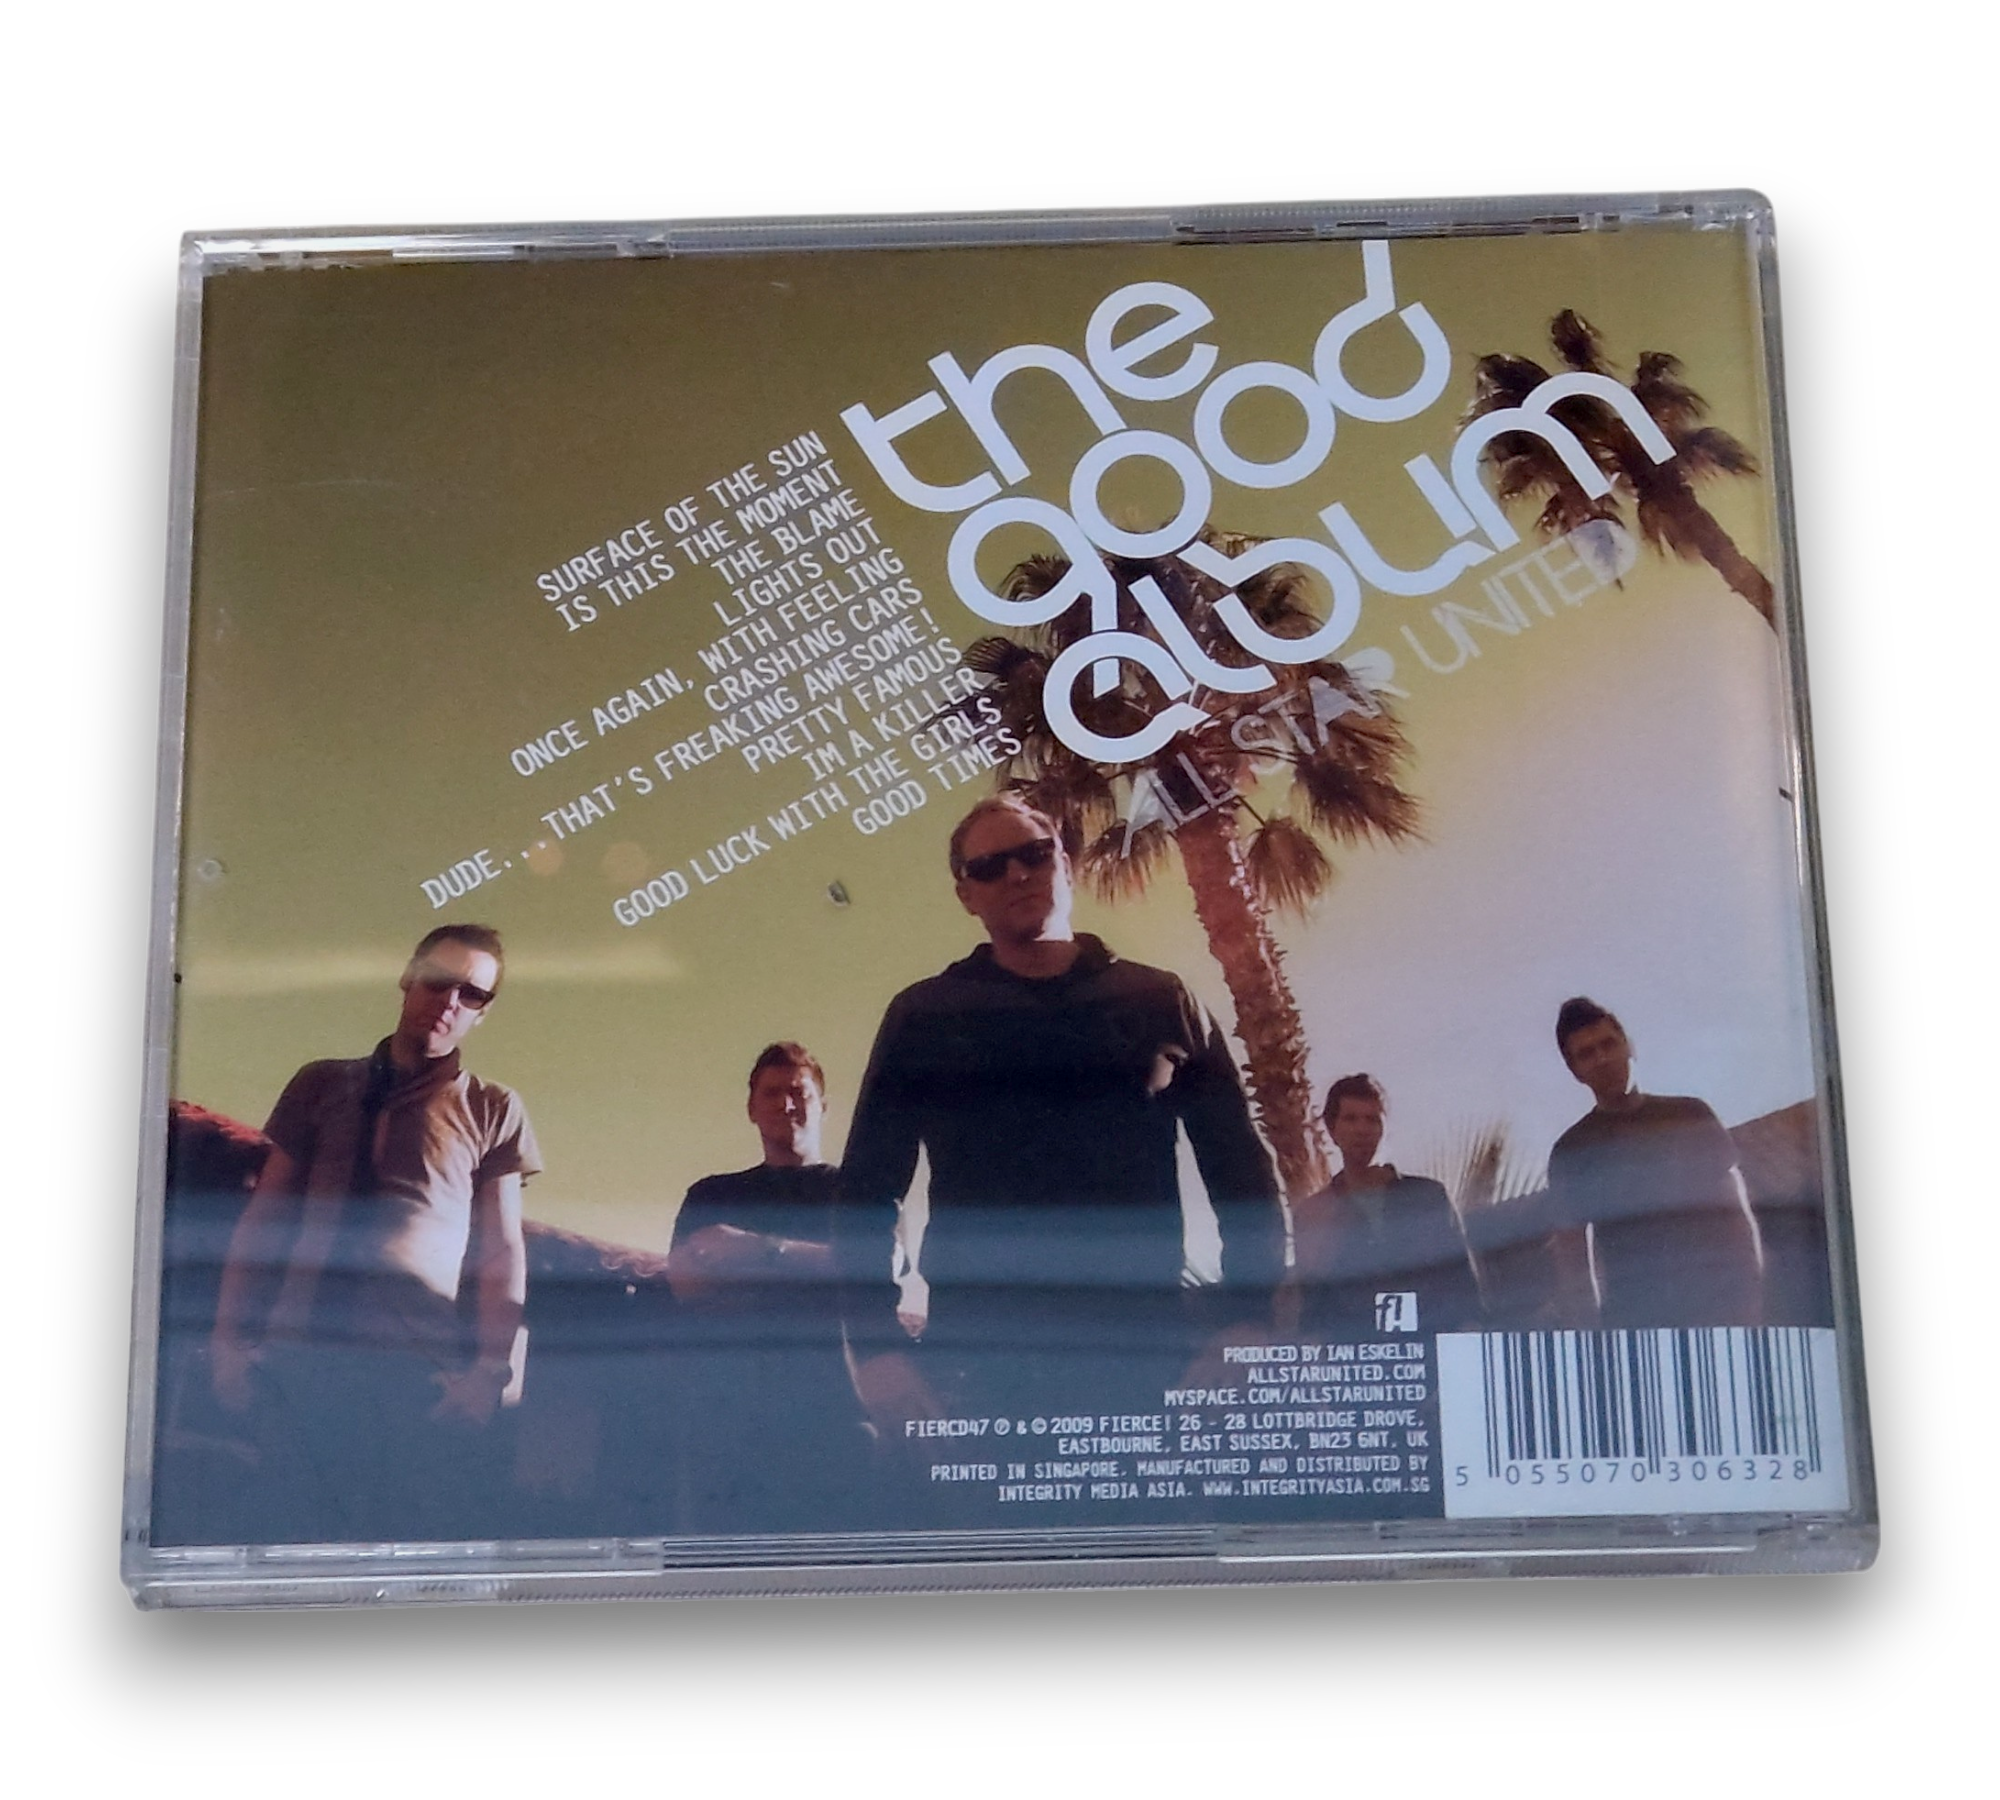 the
good
album
ALL STAR UNITED
SURFACE OF THE SUN
IS THIS THE MOMENT
THE BLAME
LIGHTS OUT
ONCE AGAIN, WITH FEELING
CRASHING CARS
DUDE...THAT'S FREAKING AWESOME!
PRETTY FAMOUS
IM A KILLER
GOOD LUCK WITH THE GIRLS
GOOD TIMES
PRODUCED BY IAN ESKELIN
ALLSTARUNITED.COM
MYSPACE.COM/ALLSTARUNITED
FIERCD47 ℗ & © 2009 FIERCE! 26 - 28 LOTTBRIDGE DROVE,
EASTBOURNE, EAST SUSSEX, BN23 6NT, UK
PRINTED IN SINGAPORE. MANUFACTURED AND DISTRIBUTED BY
INTEGRITY MEDIA ASIA. WWW.INTEGRITYASIA.COM.SG
5 055070 306328